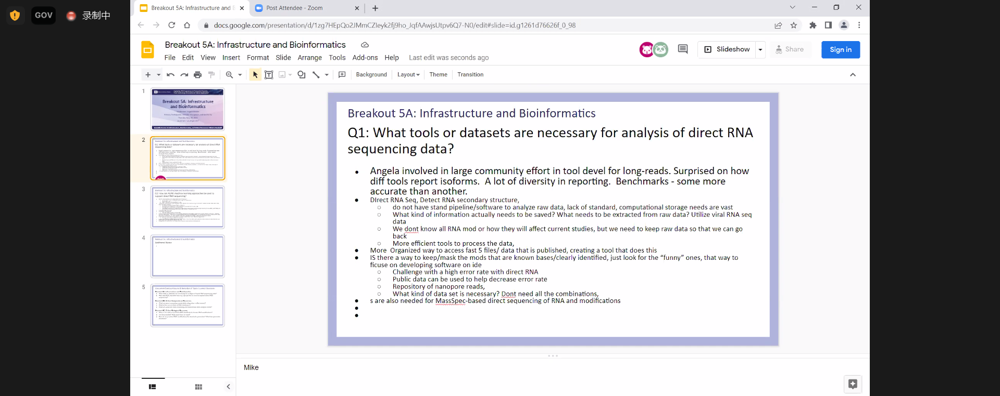 GOV
录制中
Breakout 5A: Infrastructure and B
Post Attendee - Zoom
docs.google.com/presentation/d/1zg7HEpQo2JMmCZIeyk2fj9ho_JqfAAwjsUtpv6Q7-N0/edit#slide=id.g1261d76626f_0_98
Breakout 5A: Infrastructure and Bioinformatics
File Edit View Insert Format Slide Arrange Tools Add-ons Help Last edit was seconds ago
Slideshow
Share
Sign in
Background Layout Theme Transition
1
Breakout 5A: Infrastructure
and Bioinformatics
2
3
4
5
Breakout 5A: Infrastructure and Bioinformatics
Q1: What tools or datasets are necessary for analysis of direct RNA
sequencing data?
● Angela involved in large community effort in tool devel for long-reads. Surprised on how
diff tools report isoforms.  A lot of diversity in reporting.  Benchmarks - some more
accurate than another.
● DIrect RNA Seq, Detect RNA secondary structure,
○ do not have stand pipeline/software to analyze raw data, lack of standard, computational storage needs are vast
○ What kind of information actually needs to be saved? What needs to be extracted from raw data? Utilize viral RNA seq
data
○ We dont know all RNA mod or how they will affect current studies, but we need to keep raw data so that we can go
back
○ More efficient tools to process the data,
● More  Organized way to access fast 5 files/ data that is published, creating a tool that does this
● IS there a way to keep/mask the mods that are known bases/clearly identified, just look for the “funny” ones, that way to
ficuse on developing software on ide
○ Challenge with a high error rate with direct RNA
○ Public data can be used to help decrease error rate
○ Repository of nanopore reads,
○ What kind of data set is necessary? Dont need all the combinations,
● s are also needed for MassSpec-based direct sequencing of RNA and modifications
●
●
Mike